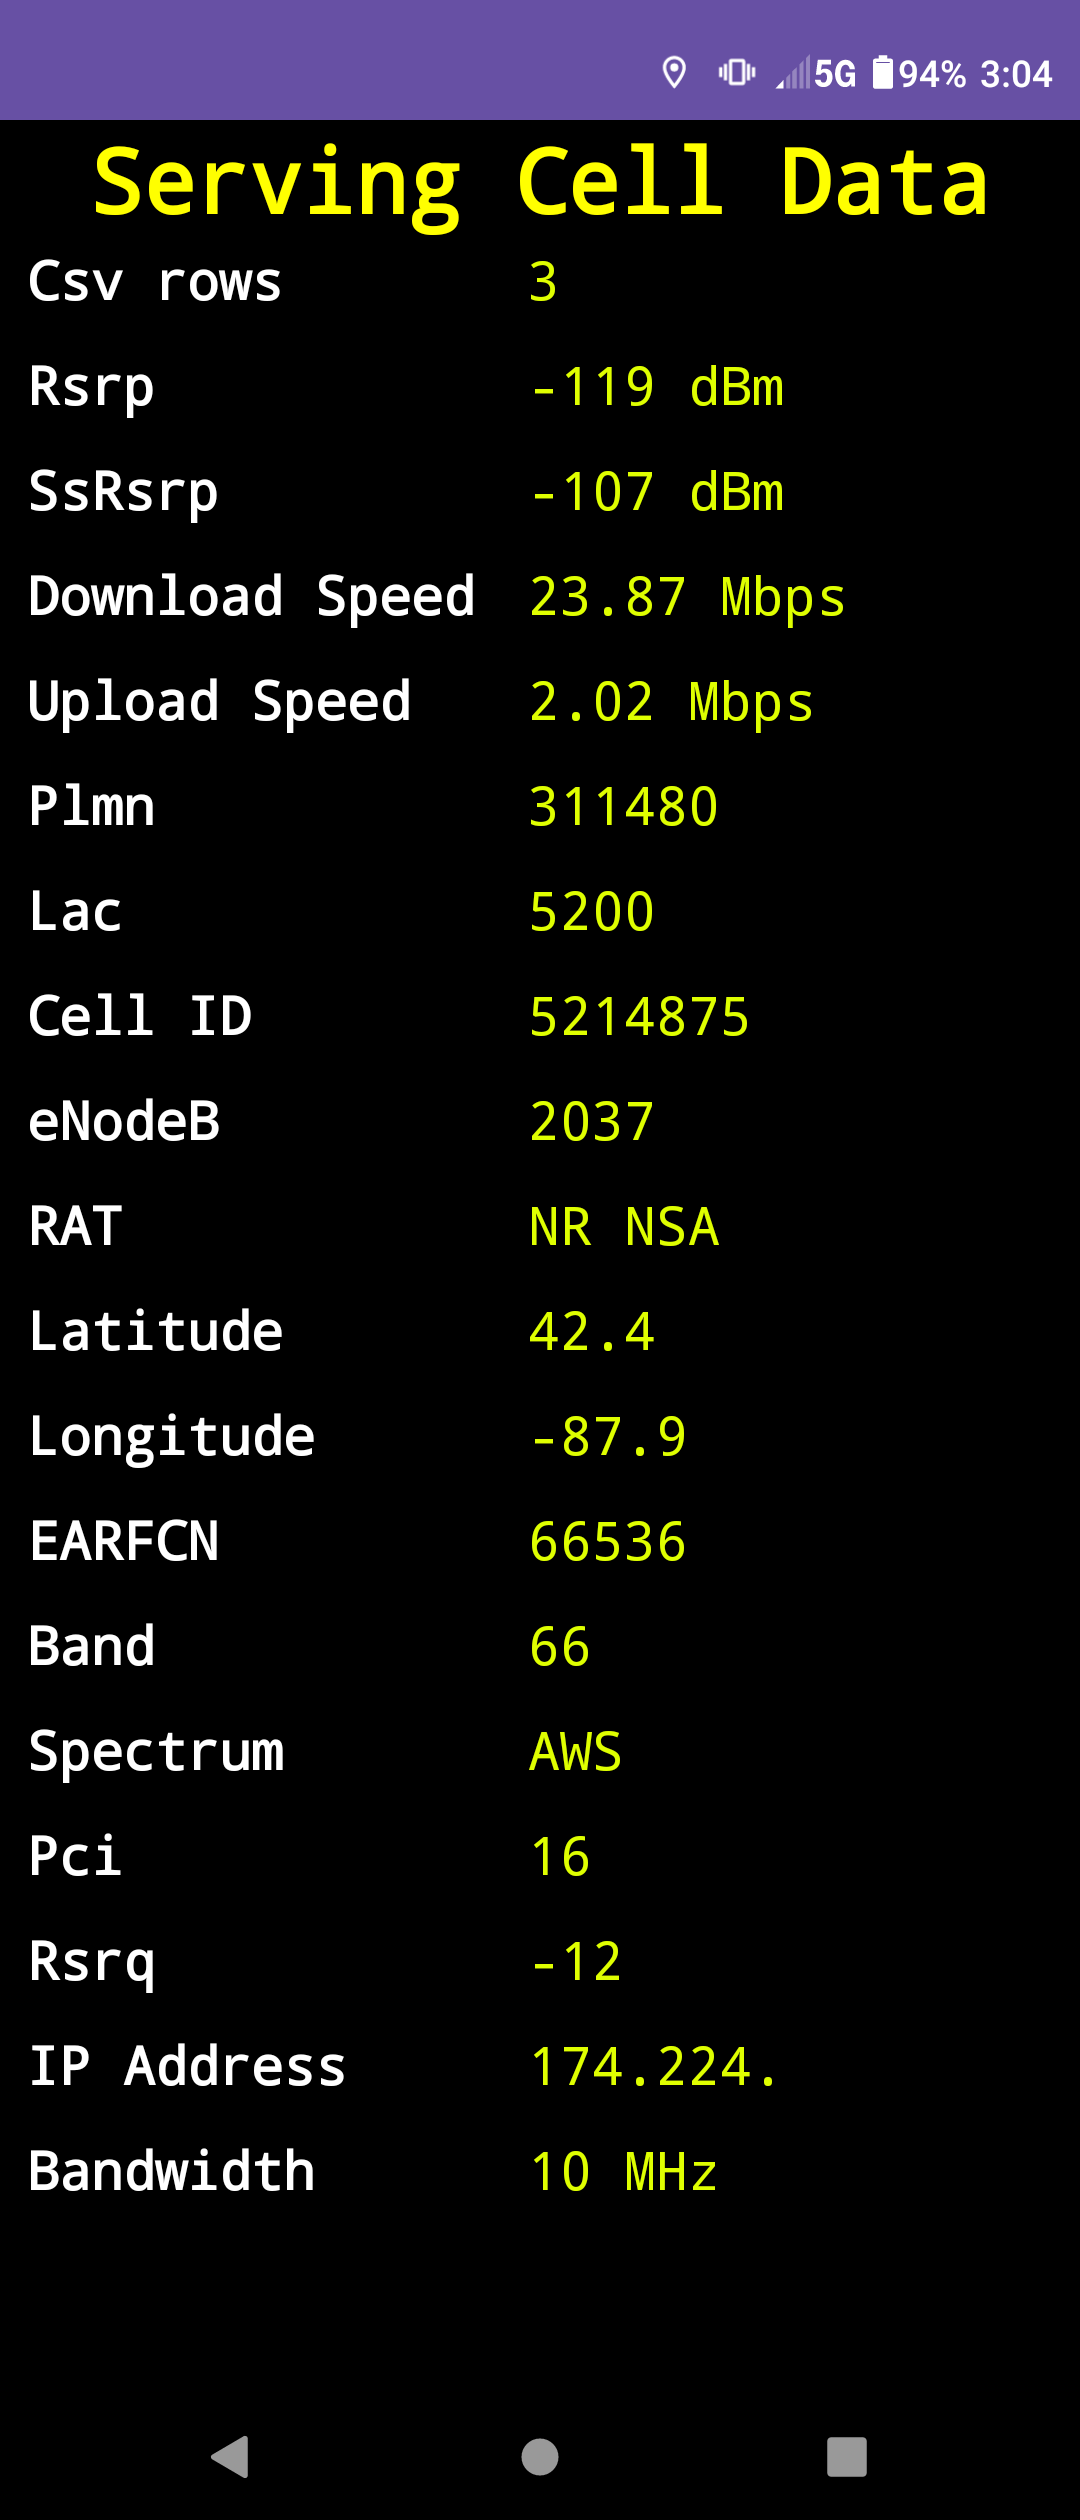 5G 94% 3:04
Serving Cell Data
Csv rows 3
Rsrp -119 dBm
SsRsrp -107 dBm
Download Speed 23.87 Mbps
Upload Speed 2.02 Mbps
Plmn 311480
Lac 5200
Cell ID 5214875
eNodeB 2037
RAT NR NSA
Latitude 42.4
Longitude -87.9
EARFCN 66536
Band 66
Spectrum AWS
Pci 16
Rsrq -12
IP Address 174.224.
Bandwidth 10 MHz